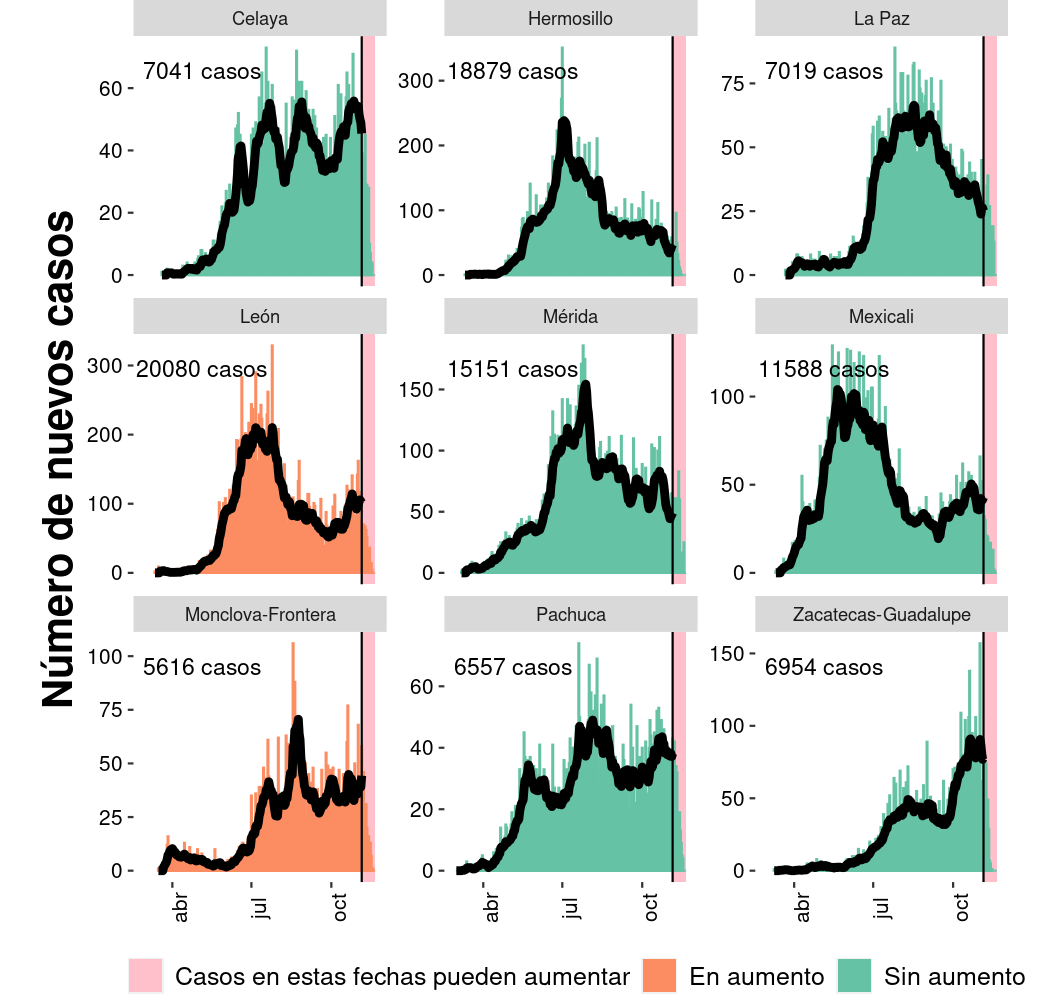 Número de nuevos casos
Celaya
Hermosillo
La Paz
7041 casos
18879 casos
7019 casos
60
40
20
0
300
200
100
0
75
50
25
0
León
Mérida
Mexicali
20080 casos
15151 casos
11588 casos
300
200
100
0
150
100
50
0
100
50
0
Monclova-Frontera
Pachuca
Zacatecas-Guadalupe
5616 casos
6557 casos
6954 casos
100
75
50
25
0
60
40
20
0
150
100
50
0
abr
jul
oct
abr
jul
oct
abr
jul
oct
Casos en estas fechas pueden aumentar
En aumento
Sin aumento